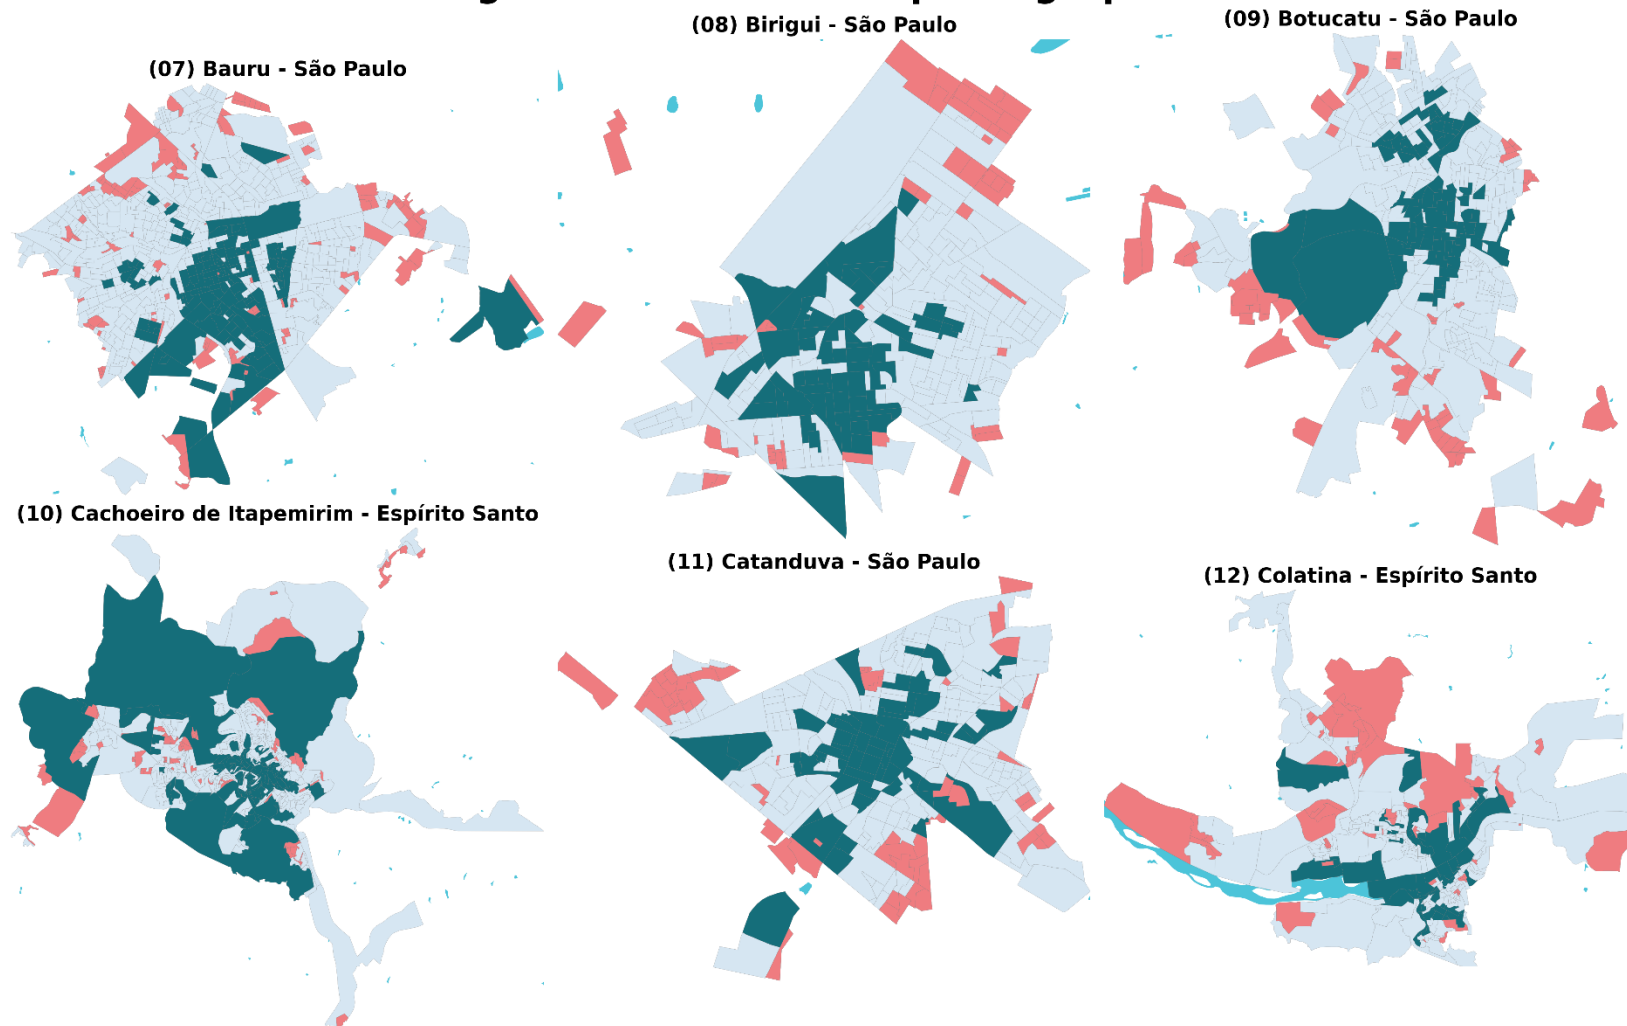 (07) Bauru - São Paulo
(08) Birigui - São Paulo
(09) Botucatu - São Paulo
(10) Cachoeiro de Itapemirim - Espírito Santo
(11) Catanduva - São Paulo
(12) Colatina - Espírito Santo